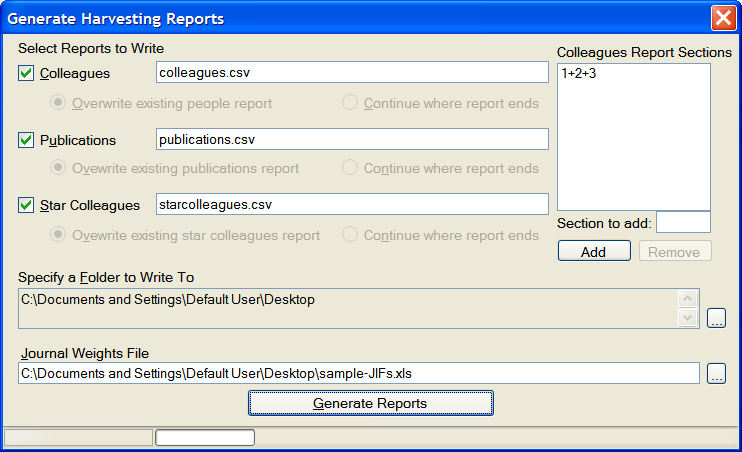 Generate Harvesting Reports
Select Reports to Write
Colleagues
colleagues.csv
Overwrite existing people report
Continue where report ends
Publications
publications.csv
Ovewrite existing publications report
Continue where report ends
Star Colleagues
starcolleagues.csv
Ovewrite existing star colleagues report
Continue where report ends
Colleagues Report Sections
1+2+3
Section to add:
Add
Remove
Specify a Folder to Write To
C:\Documents and Settings\Default User\Desktop
...
Journal Weights File
C:\Documents and Settings\Default User\Desktop\sample-JIFs.xls
...
Generate Reports